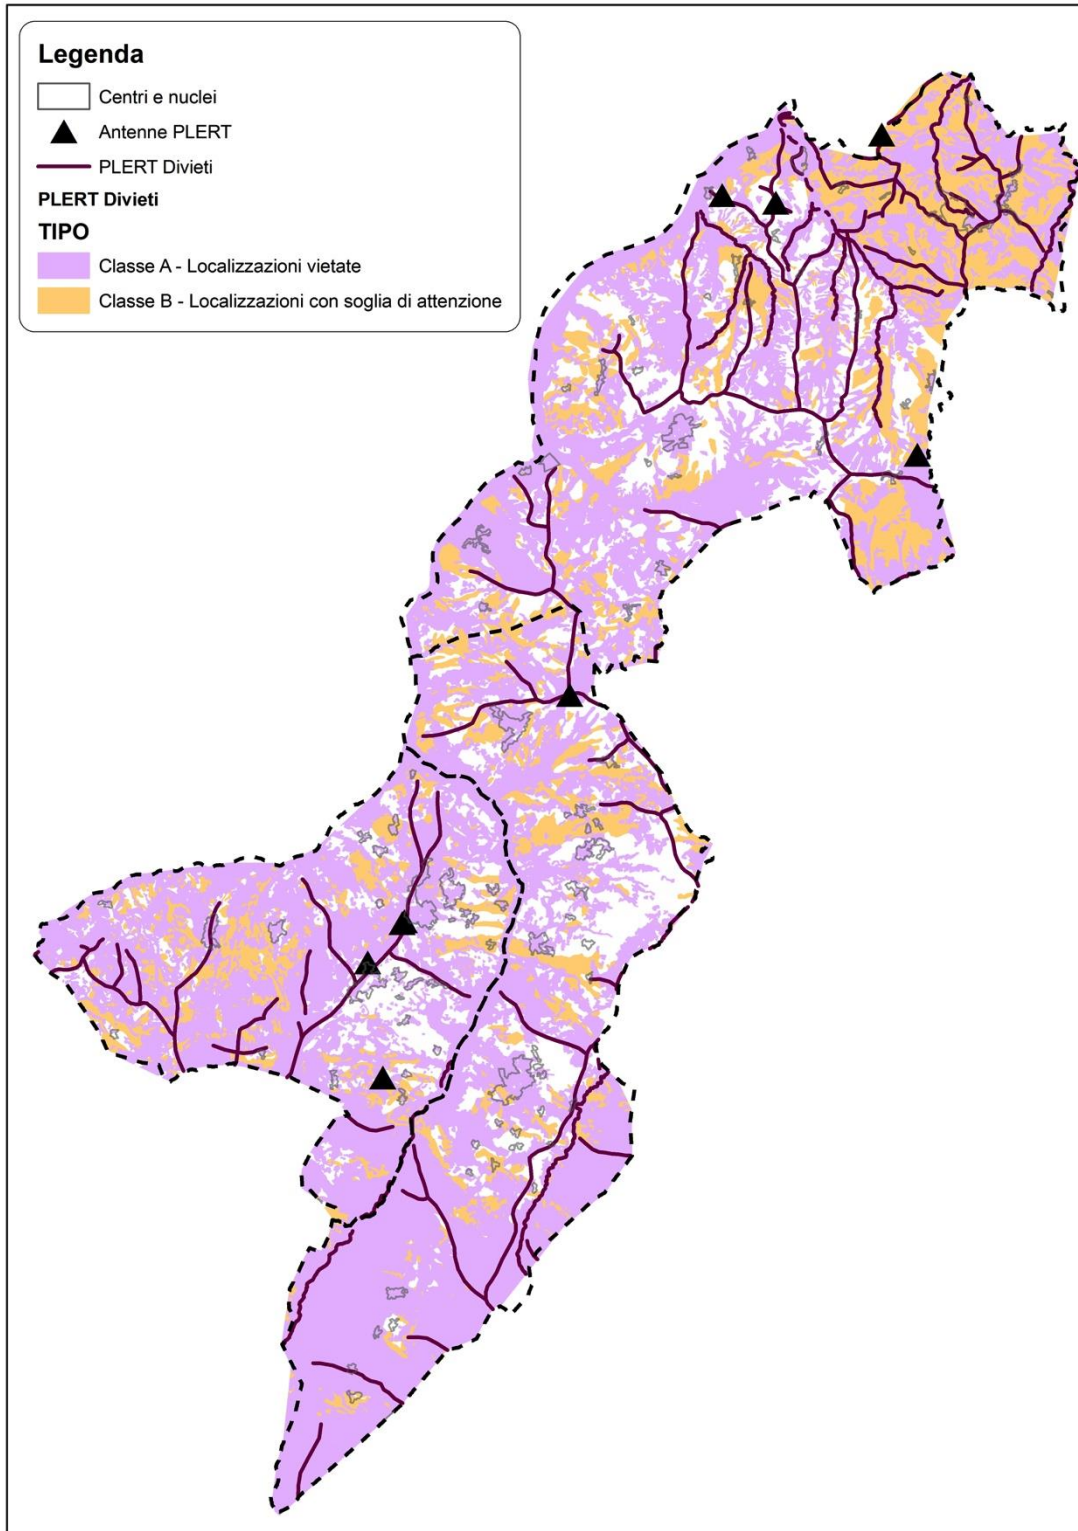 Legenda
Centri e nuclei
Antenne PLERT
PLERT Divieti
PLERT Divieti
TIPO
Classe A - Localizzazioni vietate
Classe B - Localizzazioni con soglia di attenzione